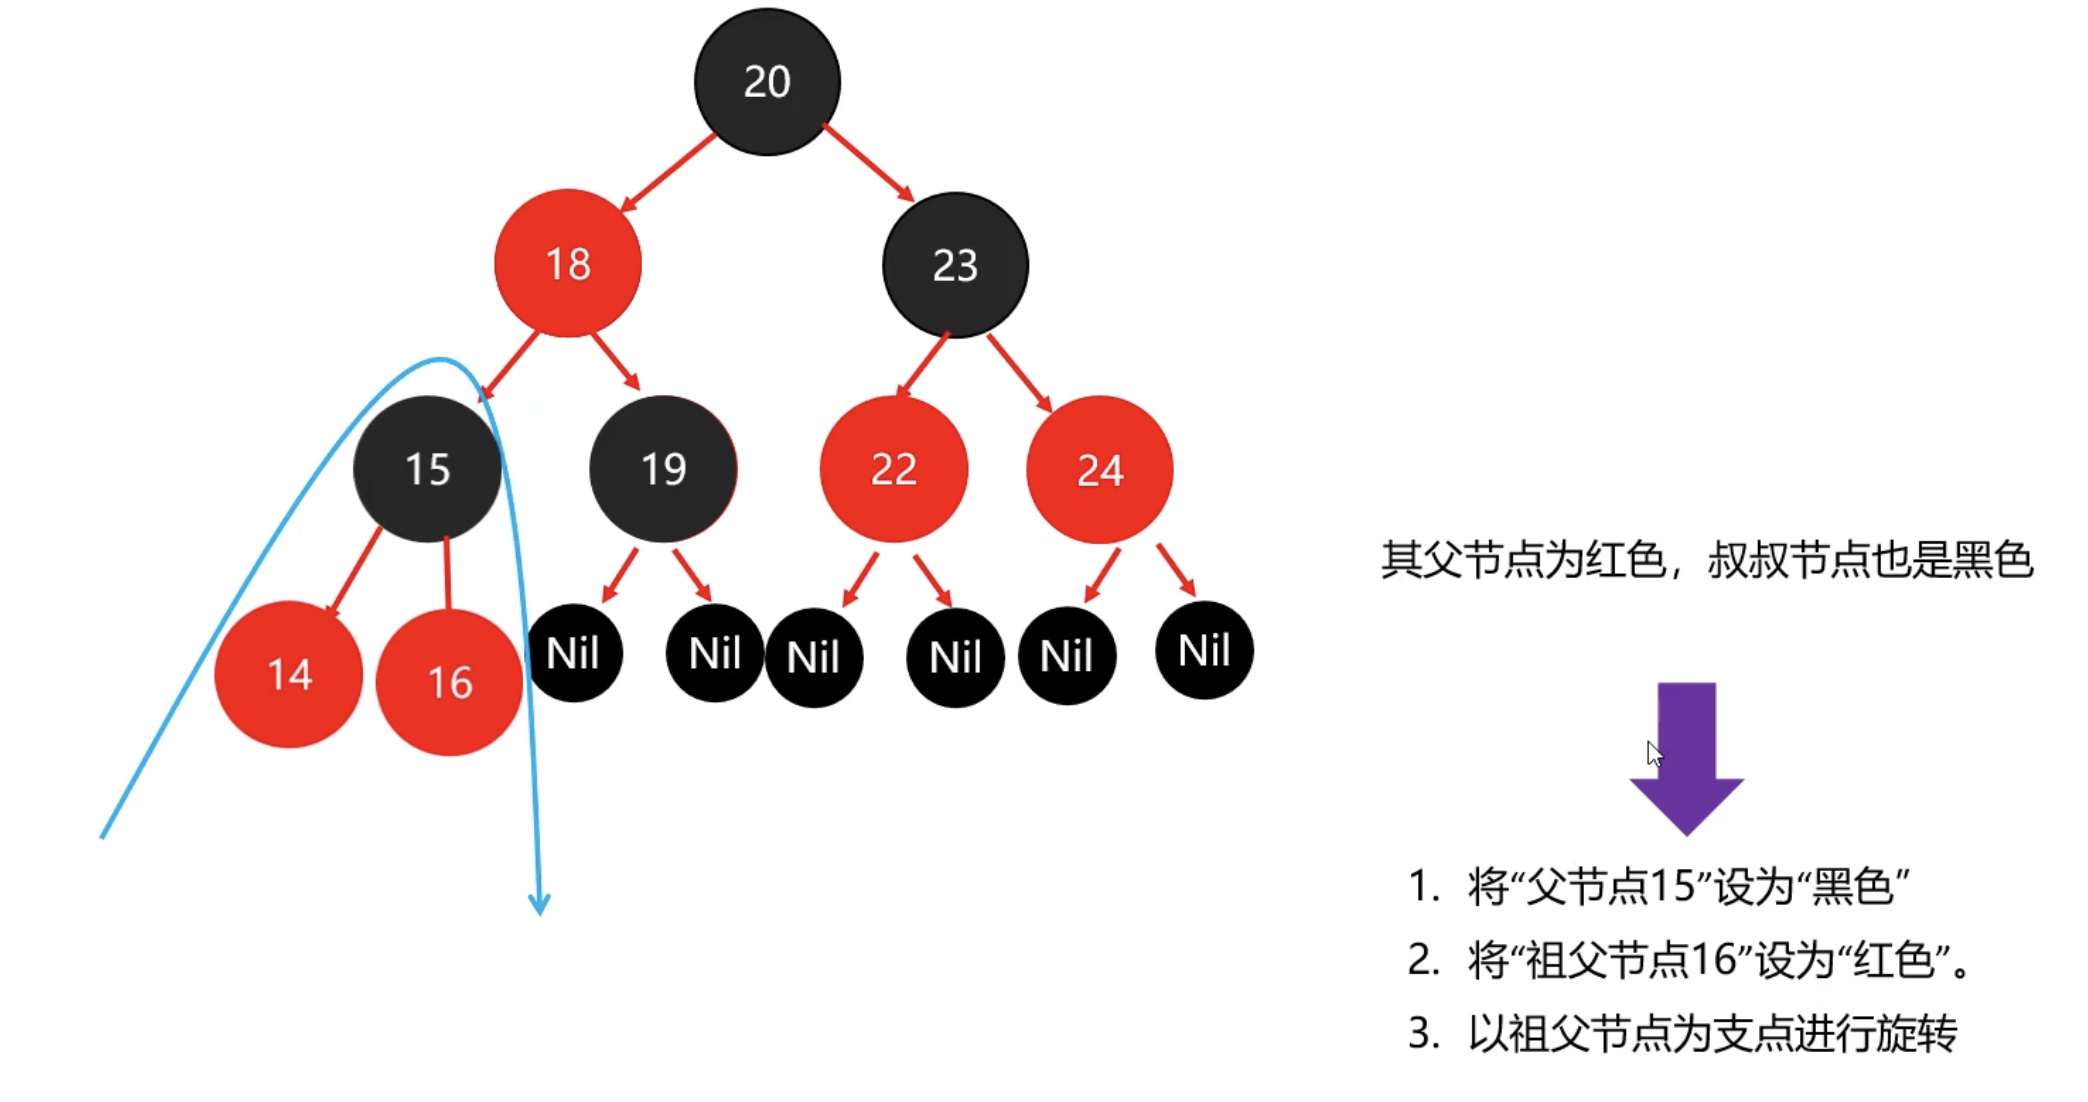 20
18
23
15
19
22
24
14
16
Nil
Nil
Nil
Nil
Nil
Nil
其父节点为红色，叔叔节点也是黑色
1. 将“父节点15”设为“黑色”
2. 将“祖父节点16”设为“红色”。
3. 以祖父节点为支点进行旋转